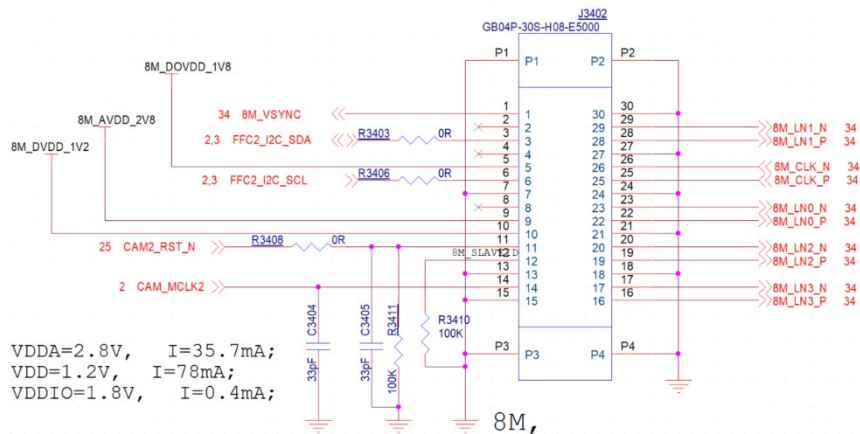 J3402
GB04P-30S-H08-E5000
P1 P1 P2 P2
8M_DOVDD_1V8
8M_AVDD_2V8
8M_DVDD_1V2
34 8M_VSYNC
2,3 FFC2_I2C_SDA R3403 0R
2,3 FFC2_I2C_SCL R3406 0R
25 CAM2_RST_N R3408 0R
2 CAM_MCLK2
1 1 30 30
2 2 29 29 8M_LN1_N 34
3 3 28 28 8M_LN1_P 34
4 4 27 27
5 5 26 26 8M_CLK_N 34
6 6 25 25 8M_CLK_P 34
7 7 24 24
8 8 23 23 8M_LN0_N 34
9 9 22 22 8M_LN0_P 34
10 10 21 21
11 11 20 20 8M_LN2_N 34
12 12 19 19 8M_LN2_P 34
13 13 18 18
14 14 17 17 8M_LN3_N 34
15 15 16 16 8M_LN3_P 34
C3404
33pF
C3405
33pF
R3411
100K
R3410
100K
P3 P3 P4 P4
VDDA=2.8V, I=35.7mA;
VDD=1.2V, I=78mA;
VDDIO=1.8V, I=0.4mA;
8M,